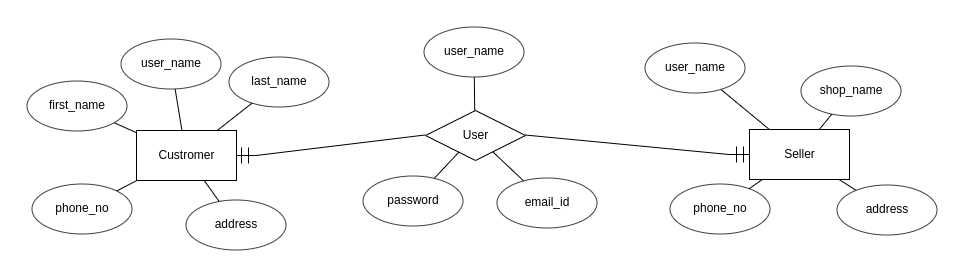 user_name
user_name
user_name
last_name
shop_name
first_name
User
Custromer
Seller
password
email_id
phone_no
phone_no
address
address